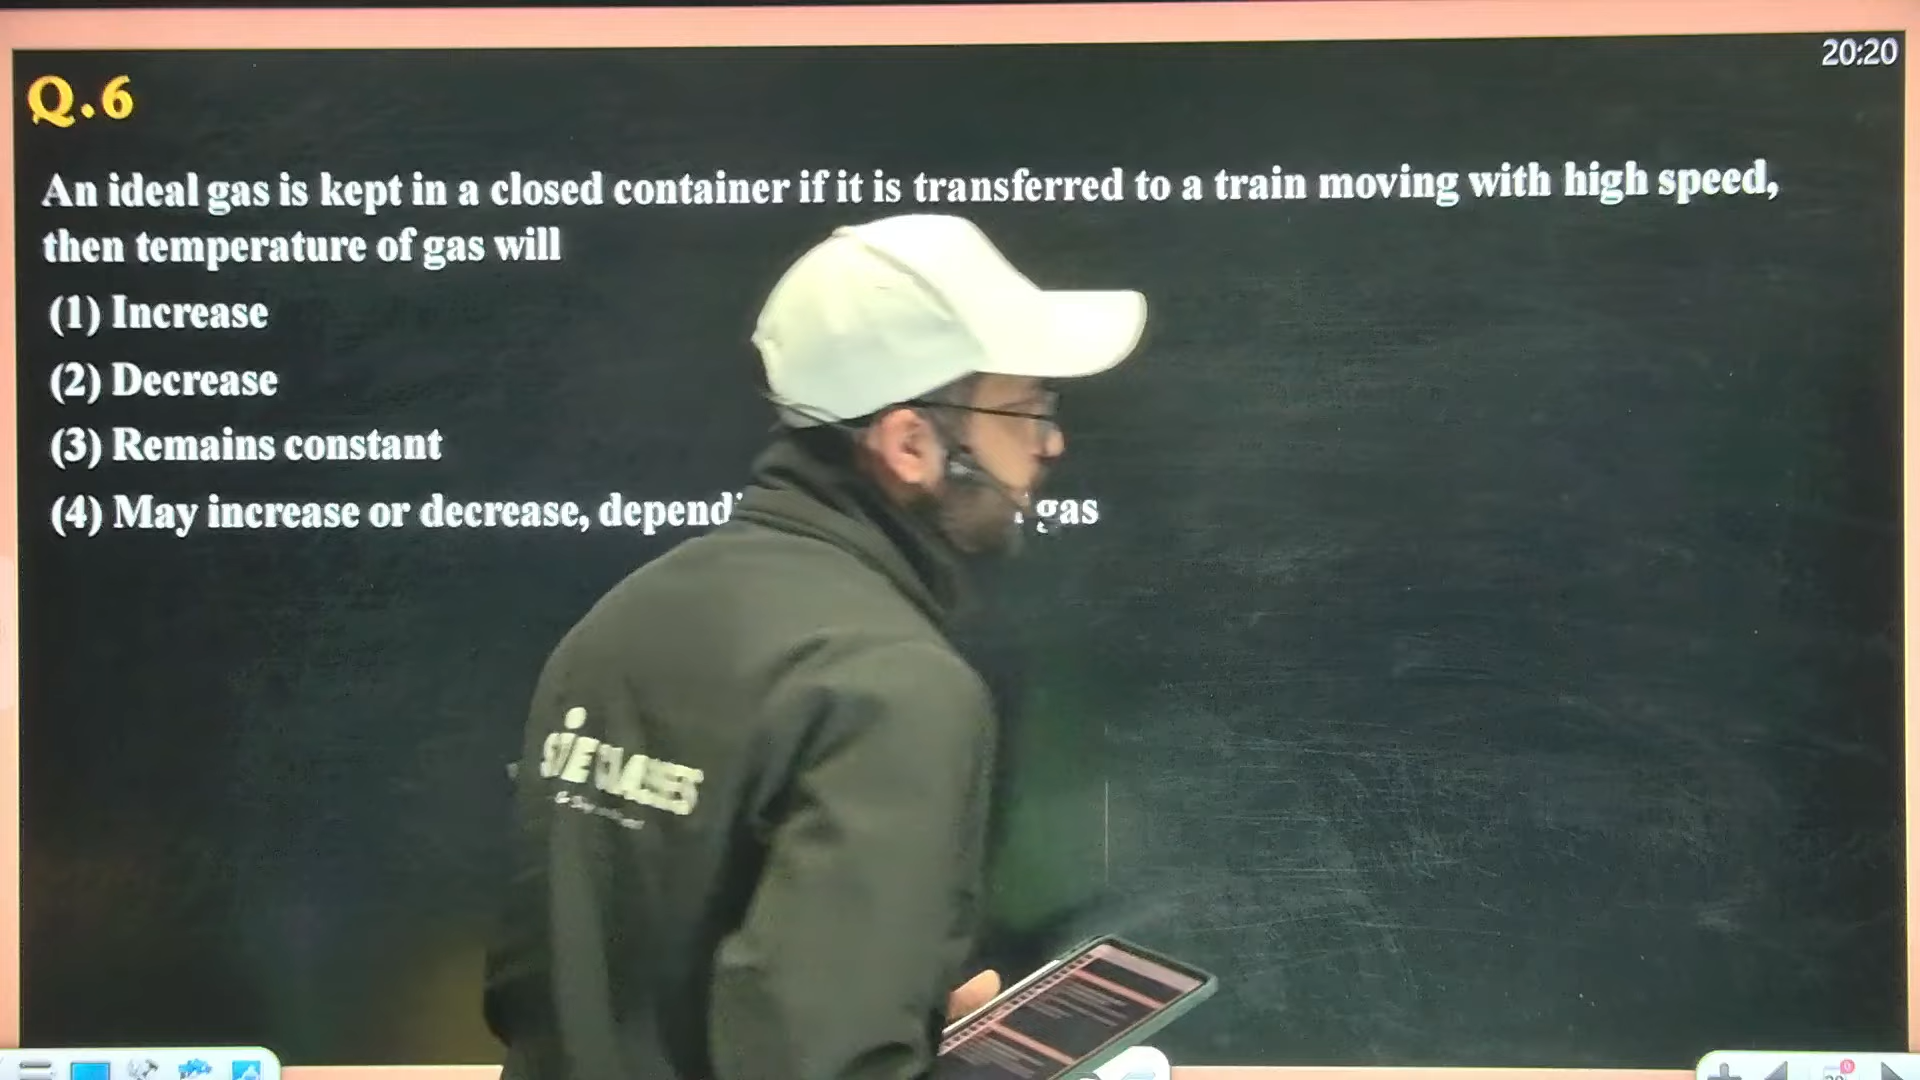 20:20
Q.6
An ideal gas is kept in a closed container if it is transferred to a train moving with high speed,
then temperature of gas will
(1) Increase
(2) Decrease
(3) Remains constant
(4) May increase or decrease, gas